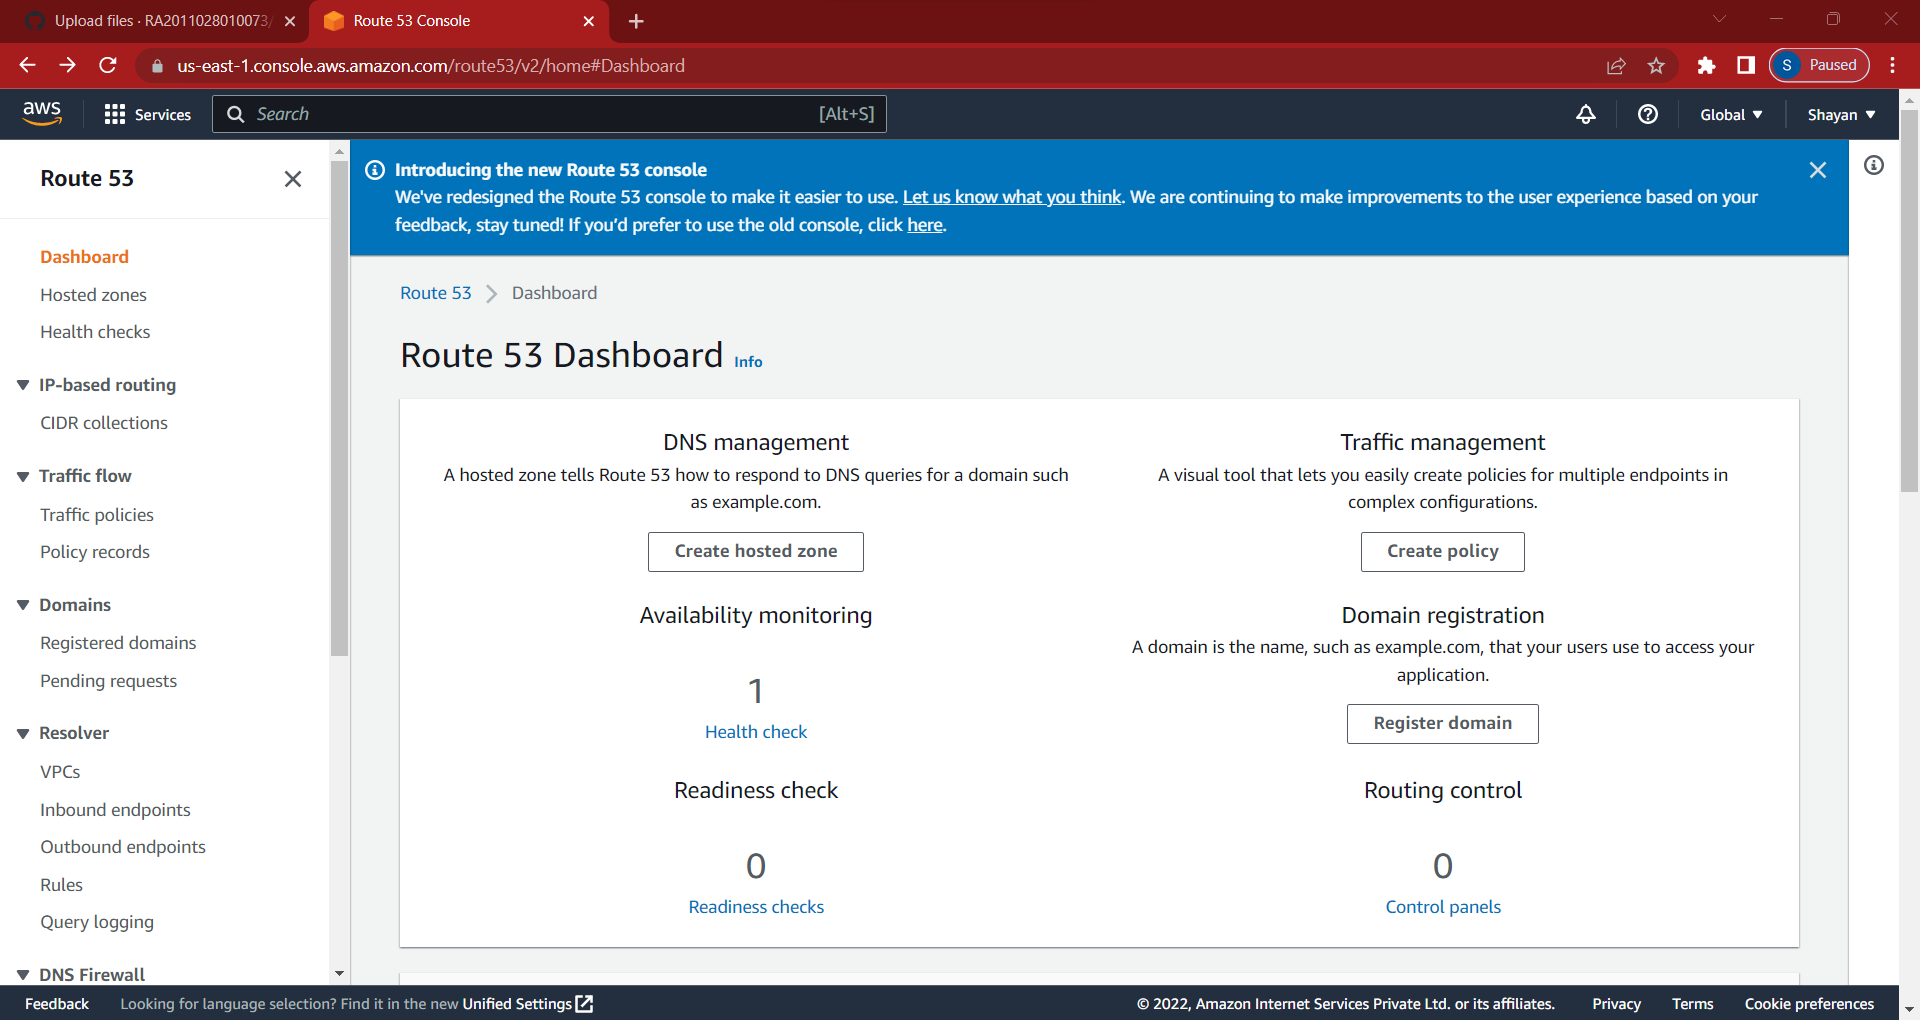 Upload files · RA2011028010073/
Route 53 Console
us-east-1.console.aws.amazon.com/route53/v2/home#Dashboard
S Paused
aws
Services
Search [Alt+S]
Global
Shayan
Route 53
Dashboard
Hosted zones
Health checks
IP-based routing
CIDR collections
Traffic flow
Traffic policies
Policy records
Domains
Registered domains
Pending requests
Resolver
VPCs
Inbound endpoints
Outbound endpoints
Rules
Query logging
DNS Firewall
Introducing the new Route 53 console
We've redesigned the Route 53 console to make it easier to use. Let us know what you think. We are continuing to make improvements to the user experience based on your
feedback, stay tuned! If you'd prefer to use the old console, click here.
Route 53 Dashboard
Route 53 Dashboard Info
DNS management
A hosted zone tells Route 53 how to respond to DNS queries for a domain such
as example.com.
Create hosted zone
Traffic management
A visual tool that lets you easily create policies for multiple endpoints in
complex configurations.
Create policy
Availability monitoring
1
Health check
Domain registration
A domain is the name, such as example.com, that your users use to access your
application.
Register domain
Readiness check
0
Readiness checks
Routing control
0
Control panels
Feedback
Looking for language selection? Find it in the new Unified Settings
© 2022, Amazon Internet Services Private Ltd. or its affiliates.
Privacy
Terms
Cookie preferences